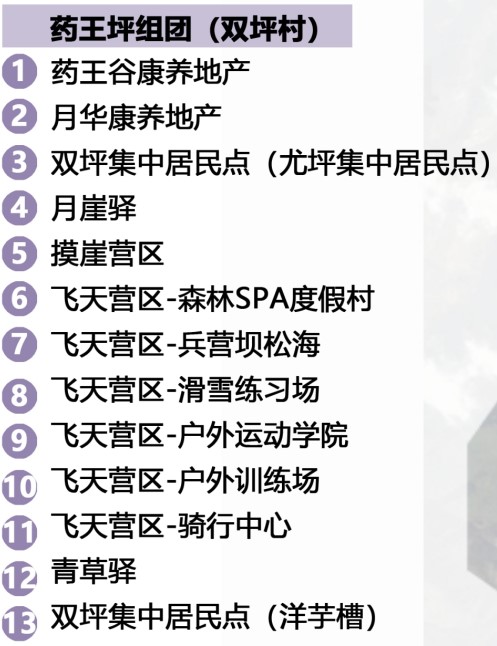 药王坪组团（双坪村）
1 药王谷康养地产
2 月华康养地产
3 双坪集中居民点（尤坪集中居民点）
4 月崖驿
5 摸崖营区
6 飞天营区-森林SPA度假村
7 飞天营区-兵营坝松海
8 飞天营区-滑雪练习场
9 飞天营区-户外运动学院
10 飞天营区-户外训练场
11 飞天营区-骑行中心
12 青草驿
13 双坪集中居民点（洋芋槽）